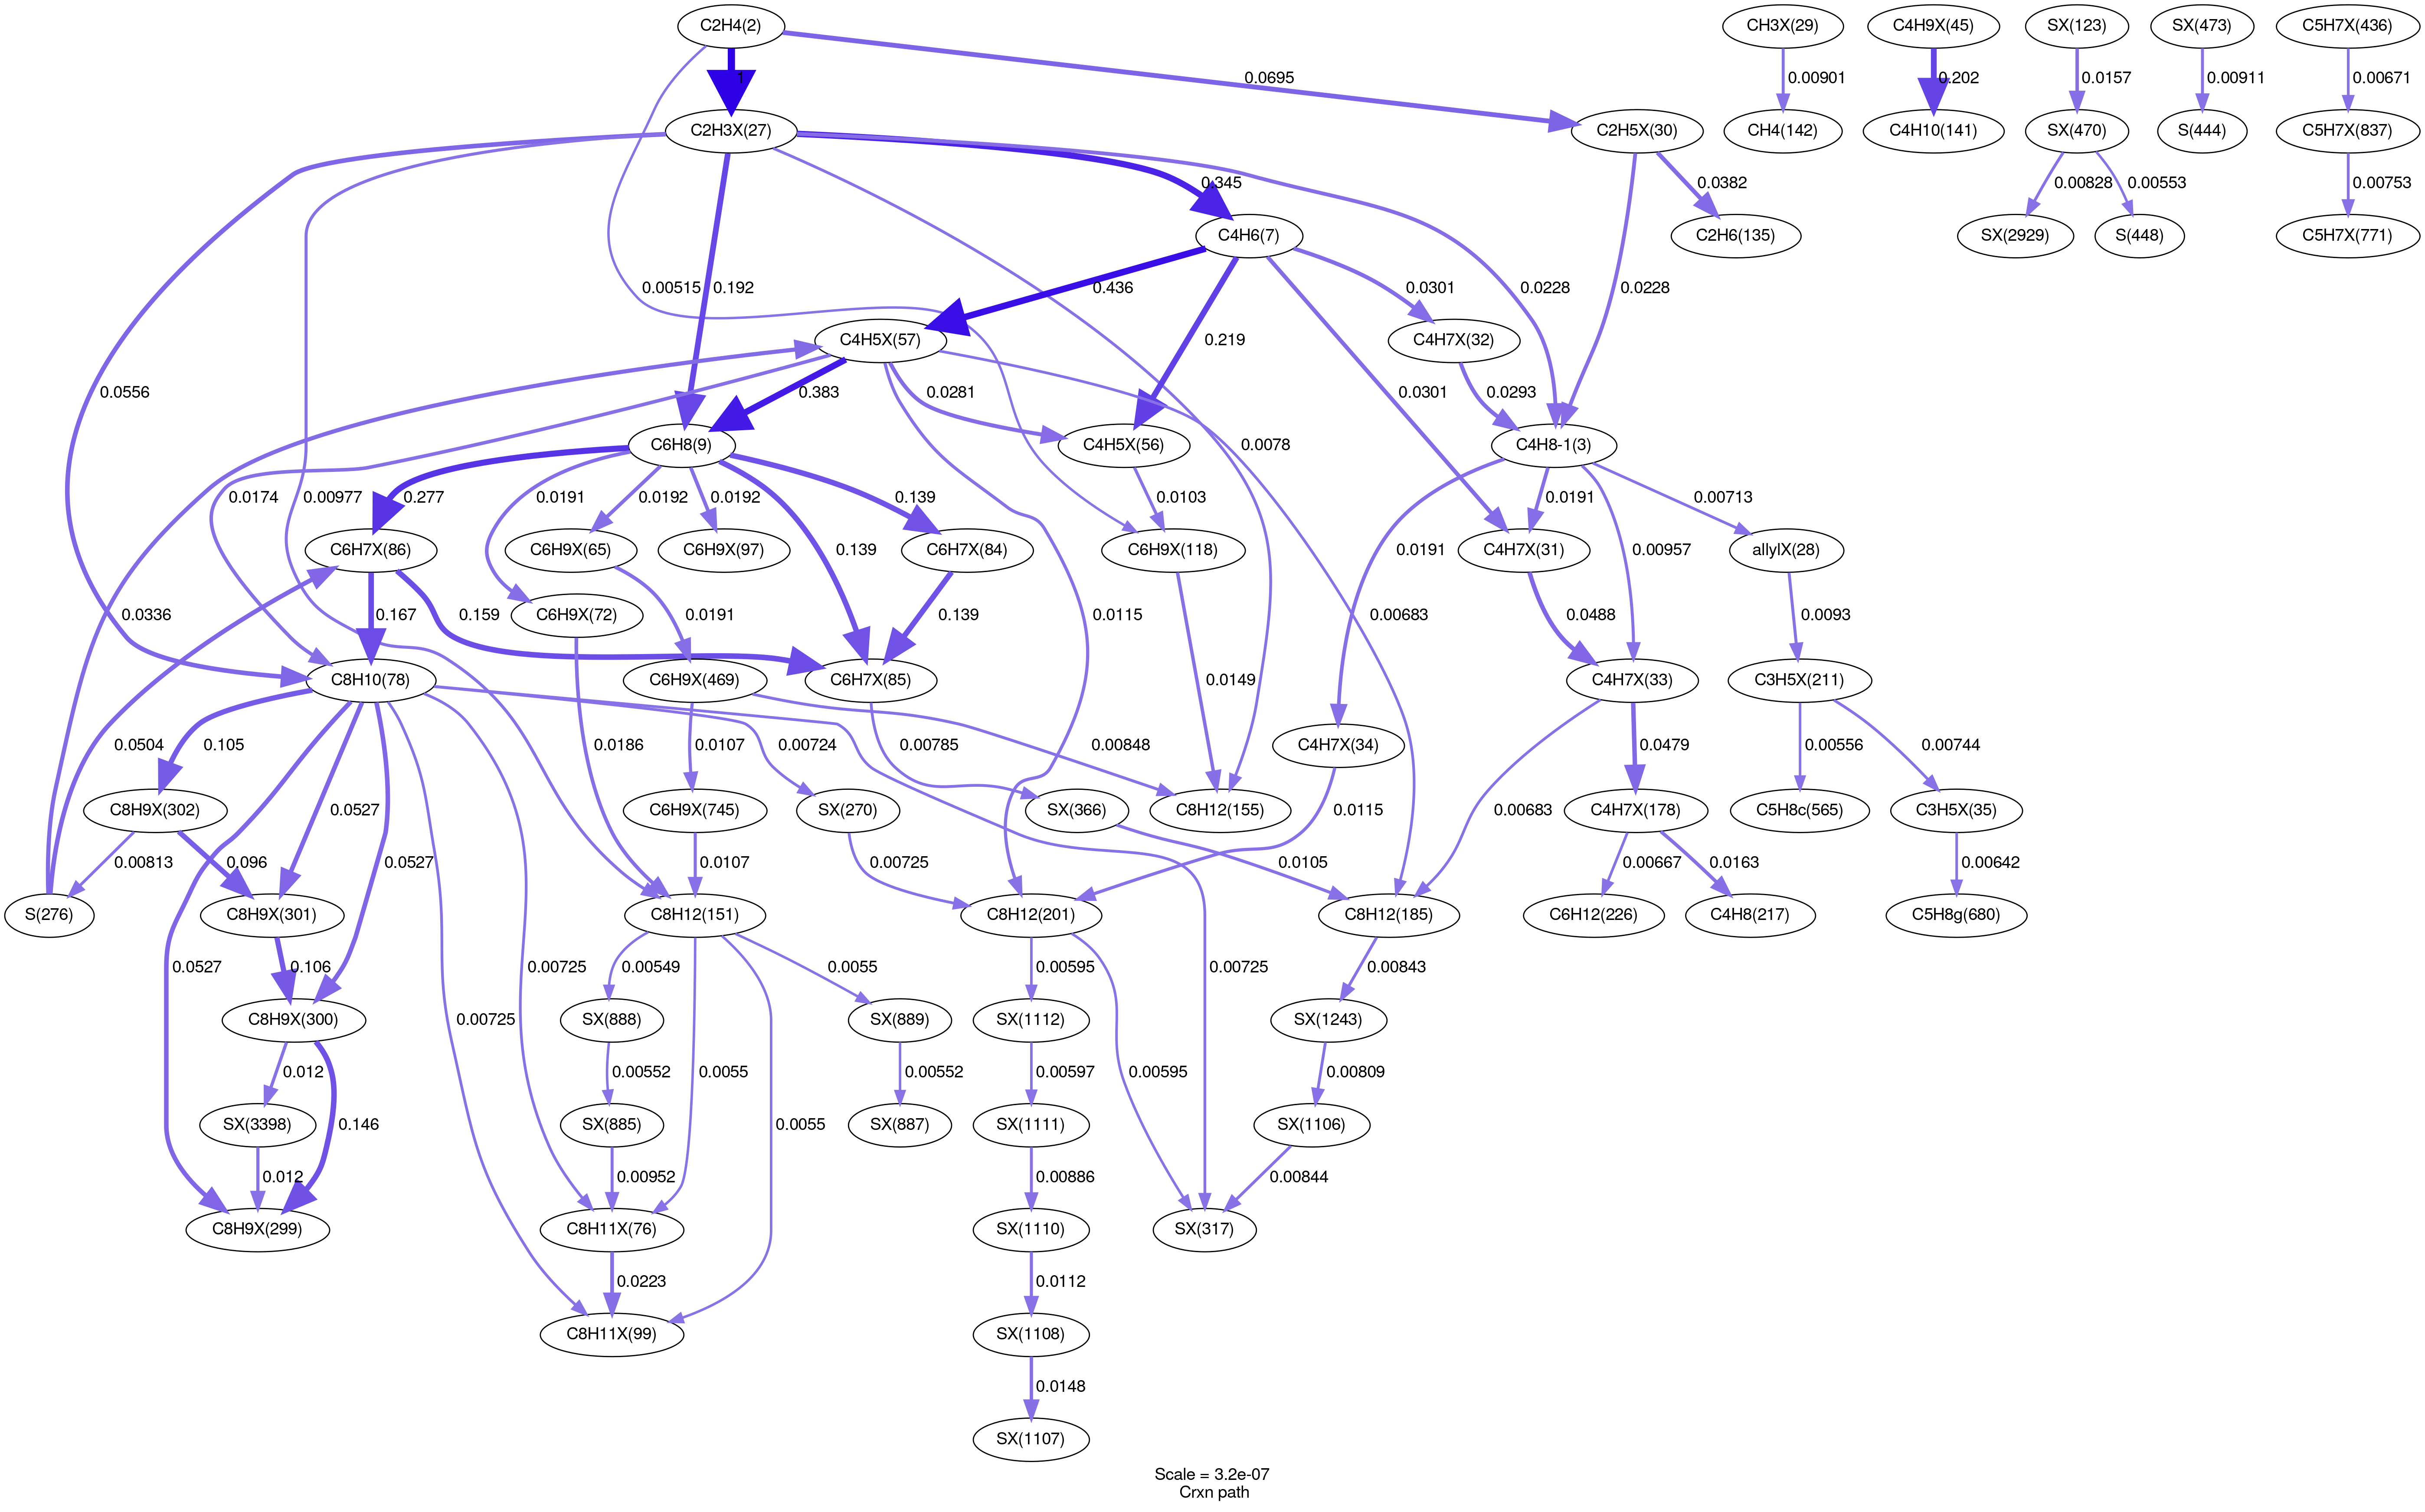 C2H4(2)
CH3X(29)
C4H9X(45)
SX(123)
SX(473)
C5H7X(436)
1
0.0695
0.00901
0.202
0.0157
0.00911
0.00671
C2H3X(27)
C2H5X(30)
CH4(142)
C4H10(141)
SX(470)
S(444)
C5H7X(837)
0.345
0.0382
0.00828
0.00553
0.00753
C4H6(7)
C2H6(135)
SX(2929)
S(448)
C5H7X(771)
0.00515
0.192
0.436
0.0301
0.0228
0.0228
C4H5X(57)
0.219
C4H7X(32)
0.0556
0.383
0.0281
0.0301
0.0293
C6H8(9)
C4H5X(56)
0.0078
C4H8-1(3)
0.0174
0.00977
0.277
0.0191
0.0192
0.0192
0.139
0.0103
0.0191
0.00713
C6H7X(86)
C6H9X(65)
C6H9X(97)
0.139
C6H7X(84)
C6H9X(118)
0.0191
C4H7X(31)
0.00957
allylX(28)
0.0336
0.167
0.159
C6H9X(72)
0.0191
0.139
0.0115
0.00683
0.0488
0.0093
C8H10(78)
C6H9X(469)
C6H7X(85)
0.0149
C4H7X(33)
C3H5X(211)
0.0504
0.105
0.0186
0.0107
0.00724
0.00785
0.00848
C4H7X(34)
0.0479
0.00556
0.00744
C8H9X(302)
0.0527
C6H9X(745)
SX(270)
SX(366)
C8H12(155)
0.00683
C4H7X(178)
C5H8c(565)
C3H5X(35)
0.00813
0.096
0.0527
0.0107
0.00725
0.0105
0.0115
0.00667
0.0163
0.00642
S(276)
C8H9X(301)
C8H12(151)
C8H12(201)
C8H12(185)
C6H12(226)
C4H8(217)
C5H8g(680)
0.0527
0.106
0.00725
0.00549
0.0055
0.00595
0.00725
0.00843
C8H9X(300)
0.00725
SX(888)
SX(889)
SX(1112)
SX(1243)
0.012
0.00552
0.0055
0.00552
0.00597
0.00595
0.00809
SX(3398)
0.146
SX(885)
0.0055
SX(887)
SX(1111)
SX(1106)
0.012
0.00952
0.00886
0.00844
C8H9X(299)
C8H11X(76)
SX(1110)
SX(317)
0.0223
0.0112
C8H11X(99)
SX(1108)
0.0148
SX(1107)
Scale = 3.2e-07
Crxn path